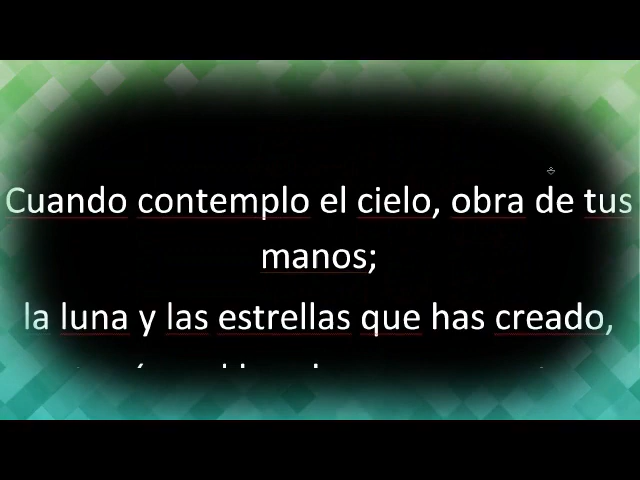 Cuando contemplo el cielo, obra de tus
manos;
la luna y las estrellas que has creado,